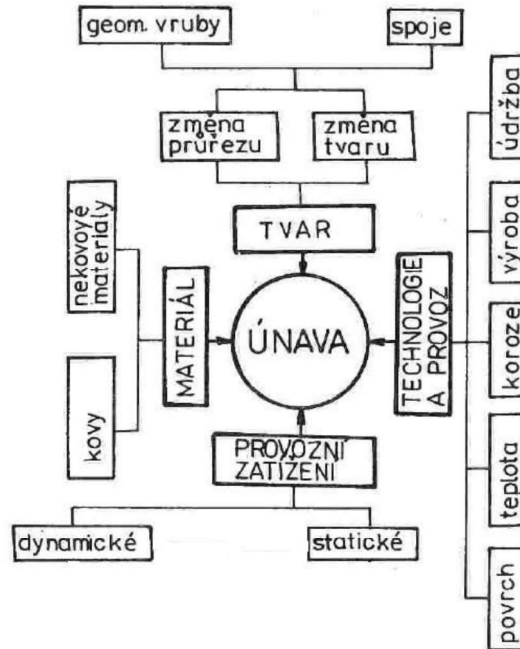 geom. vruby
spoje
změna
průřezu
změna
tvaru
TVAR
nekovové
materiály
kovy
MATERIÁL
ÚNAVA
TECHNOLOGIE
A PROVOZ
údržba
výroba
koroze
teplota
povrch
PROVOZNÍ
ZATÍŽENÍ
dynamické
statické